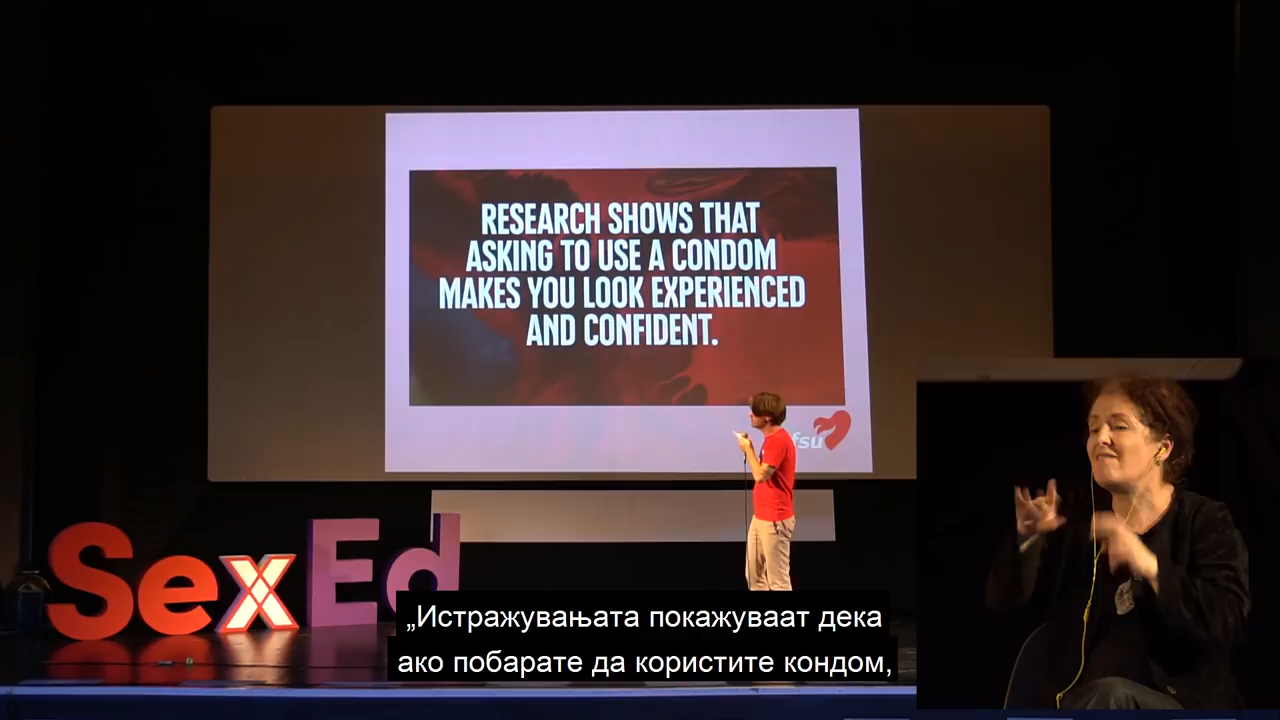 RESEARCH SHOWS THAT
ASKING TO USE A CONDOM
MAKES YOU LOOK EXPERIENCED
AND CONFIDENT.
fsu
SexEd
„Истражувањата покажуваат дека
ако побарате да користите кондом,